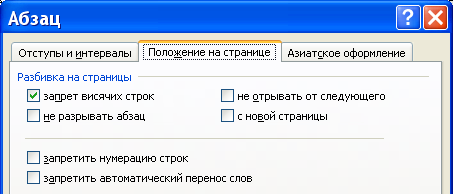 Абзац
Отступы и интервалы Положение на странице Азиатское оформление
Разбивка на страницы
запрет висячих строк не отрывать от следующего
не разрывать абзац с новой страницы
запретить нумерацию строк
запретить автоматический перенос слов